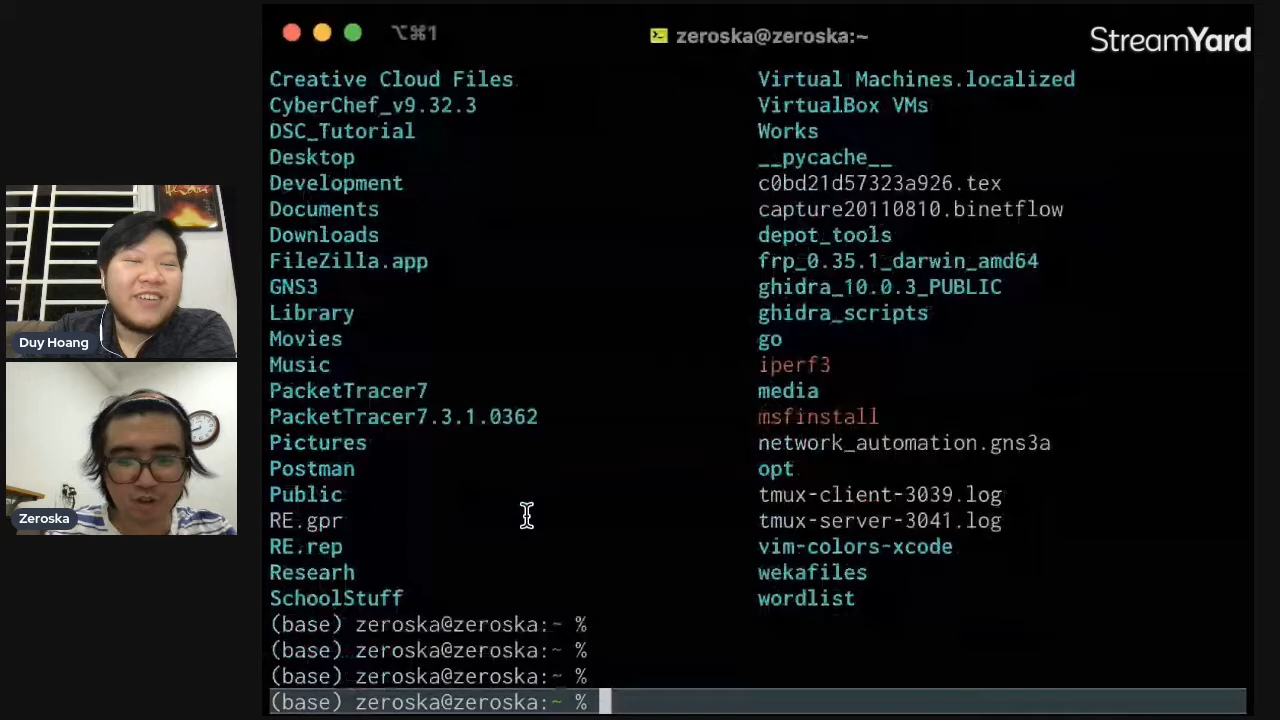 ⌥⌘1
zeroska@zeroska:~
StreamYard
Creative Cloud Files
CyberChef_v9.32.3
DSC_Tutorial
Desktop
Development
Documents
Downloads
FileZilla.app
GNS3
Library
Movies
Music
PacketTracer7
PacketTracer7.3.1.0362
Pictures
Postman
Public
RE.gpr
RE.rep
Researh
SchoolStuff
Virtual Machines.localized
VirtualBox VMs
Works
__pycache__
c0bd21d57323a926.tex
capture20110810.binetflow
depot_tools
frp_0.35.1_darwin_amd64
ghidra_10.0.3_PUBLIC
ghidra_scripts
go
iperf3
media
msfinstall
network_automation.gns3a
opt
tmux-client-3039.log
tmux-server-3041.log
vim-colors-xcode
wekafiles
wordlist
(base) zeroska@zeroska:~ %
(base) zeroska@zeroska:~ %
(base) zeroska@zeroska:~ %
(base) zeroska@zeroska:~ %
Duy Hoang
Zeroska